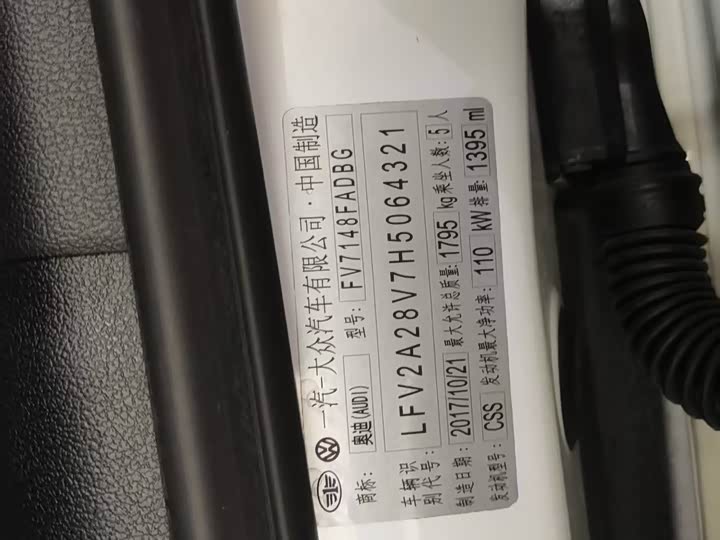 一汽-大众汽车有限公司·中国制造
商标: 奥迪(AUDI) 型号: FV7148FADBG
车辆识别代号: LFV2A28V7H5064321
制造日期: 2017/10/21 最大允许总质量: 1795 kg 乘坐人数: 5 人
发动机型号: CSS 发动机最大净功率: 110 kW 排量: 1395 ml